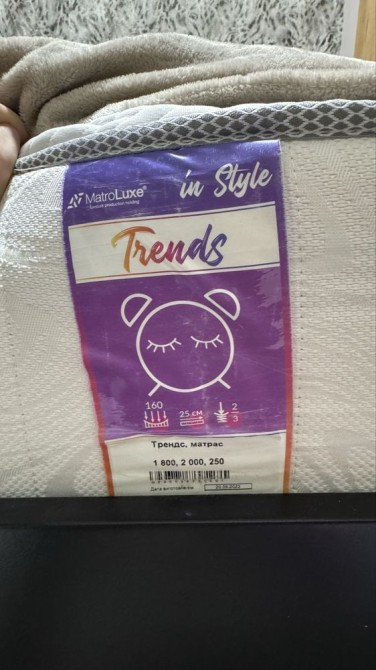 in Style
MatroLuxe®
Trends
160
25 см
2
3
Трендс, матрас
1 800, 2 000, 250